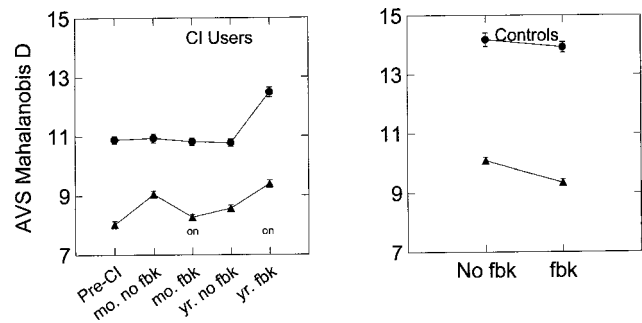 15
13
11
9
7
AVS Mahalanobis D
CI Users
on
on
Pre-CI
mo. no fbk
mo. fbk
yr. no fbk
yr. fbk
15
13
11
9
7
Controls
No fbk
fbk